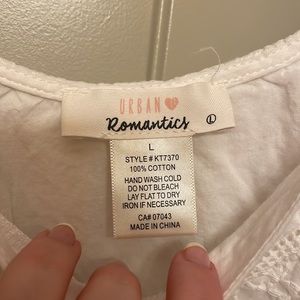 URBAN
Romantics
L
L
STYLE # KT7370
100% COTTON
HAND WASH COLD
DO NOT BLEACH
LAY FLAT TO DRY
IRON IF NECESSARY
CA# 07043
MADE IN CHINA